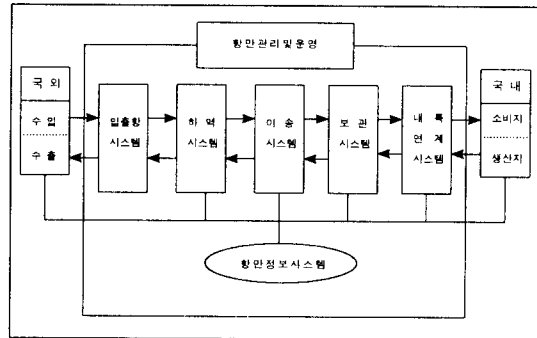 항만관리및운영
국 외
수 입
수 출
입출항
시스템
하 역
시스템
이 송
시스템
보 관
시스템
내 륙
연 계
시스템
국 내
소비지
생산지
항만정보시스템